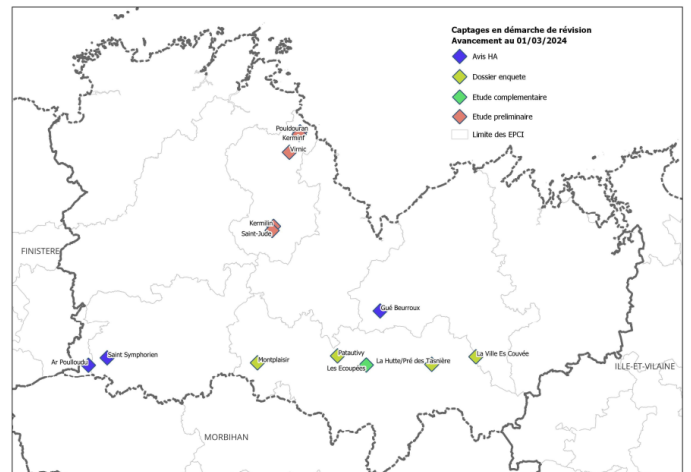 Captages en démarche de révision
Avancement au 01/03/2024
Avis HA
Dossier enquete
Etude complementaire
Etude preliminaire
Limite des EPCI
Pouldouran
Kermin
Virnic
Kermilin
Saint-Jude
FINISTERE
Gué Beurroux
Ar Poulloudu
Saint Symphorien
Montplaisir
Patautivy
Les Ecoupées
La Hutte/Pré des Tâsnière
La Ville Es Couvée
ILLE-ET-VILAINE
MORBIHAN